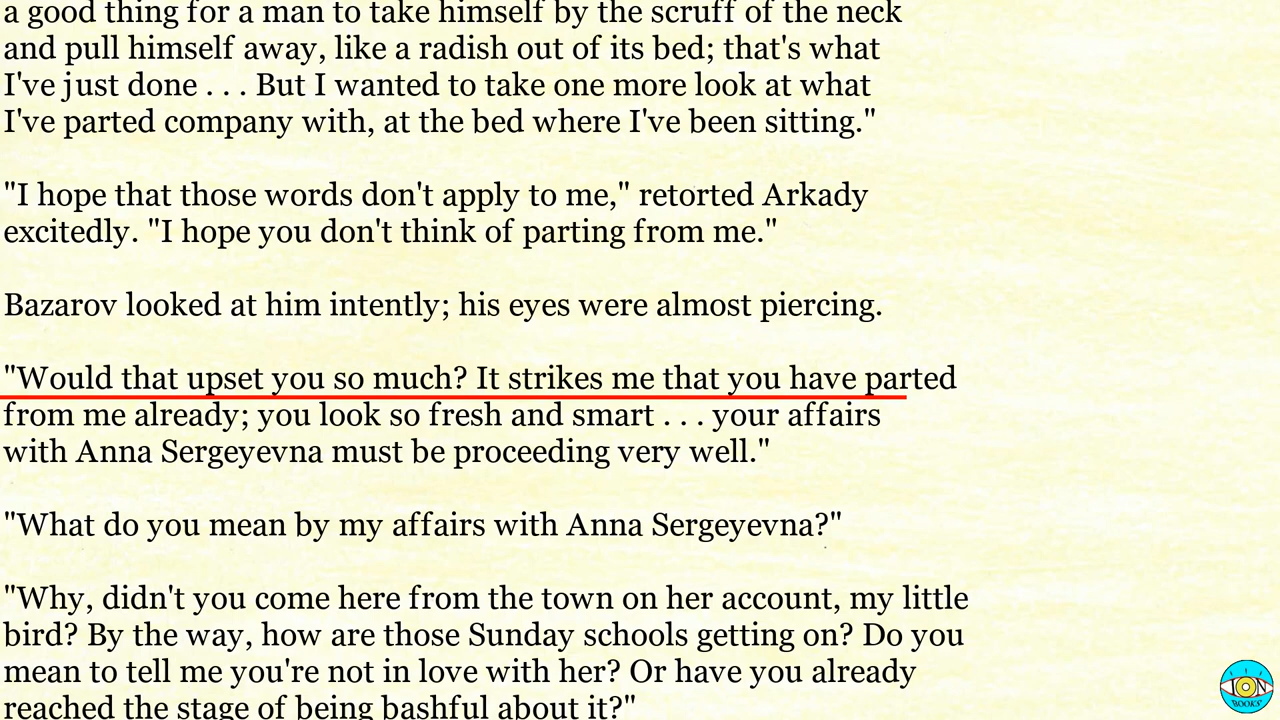 a good thing for a man to take himself by the scruff of the neck
and pull himself away, like a radish out of its bed; that's what
I've just done . . . But I wanted to take one more look at what
I've parted company with, at the bed where I've been sitting."
"I hope that those words don't apply to me," retorted Arkady
excitedly. "I hope you don't think of parting from me."
Bazarov looked at him intently; his eyes were almost piercing.
"Would that upset you so much? It strikes me that you have parted
from me already; you look so fresh and smart . . . your affairs
with Anna Sergeyevna must be proceeding very well."
"What do you mean by my affairs with Anna Sergeyevna?"
"Why, didn't you come here from the town on her account, my little
bird? By the way, how are those Sunday schools getting on? Do you
mean to tell me you're not in love with her? Or have you already
reached the stage of being bashful about it?"
ION
BOOKS